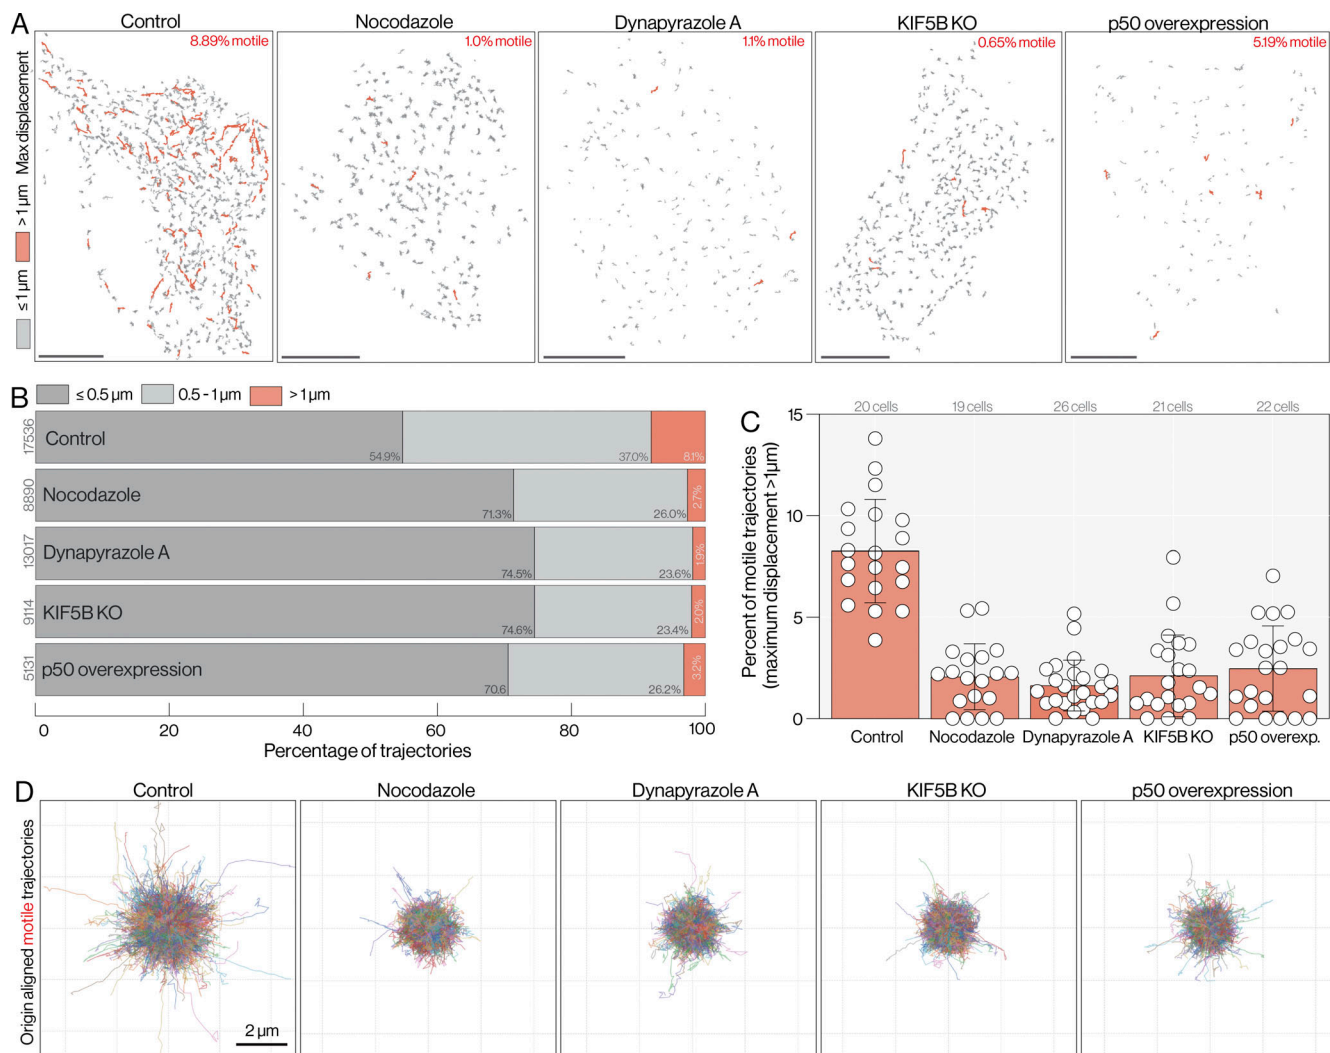 A
Control
Nocodazole
Dynapyrazole A
KIF5B KO
p50 overexpression
8.89% motile
1.0% motile
1.1% motile
0.65% motile
5.19% motile
≤ 1 µm
> 1 µm
Max displacement
B
≤ 0.5 µm
0.5 - 1µm
> 1µm
17536
Control
54.9%
37.0%
8.1%
8890
Nocodazole
71.3%
26.0%
2.7%
13017
Dynapyrazole A
74.5%
23.6%
1.9%
9114
KIF5B KO
74.6%
23.4%
2.0%
5131
p50 overexpression
70.6
26.2%
3.2%
0
20
40
60
80
100
Percentage of trajectories
C
Percent of motile trajectories
(maximum displacement >1µm)
15
10
5
0
20 cells
19 cells
26 cells
21 cells
22 cells
Control
Nocodazole
Dynapyrazole A
KIF5B KO
p50 overexp.
D
Control
Nocodazole
Dynapyrazole A
KIF5B KO
p50 overexpression
Origin aligned motile trajectories
2 µm